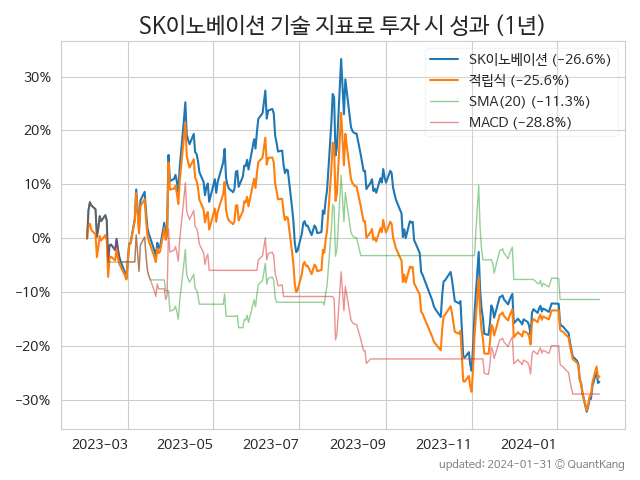 SK이노베이션 기술 지표로 투자 시 성과 (1년)
SK이노베이션 (-26.6%)
적립식 (-25.6%)
SMA(20) (-11.3%)
MACD (-28.8%)
30%
20%
10%
0%
−10%
−20%
−30%
2023-03
2023-05
2023-07
2023-09
2023-11
2024-01
updated: 2024-01-31 © QuantKang